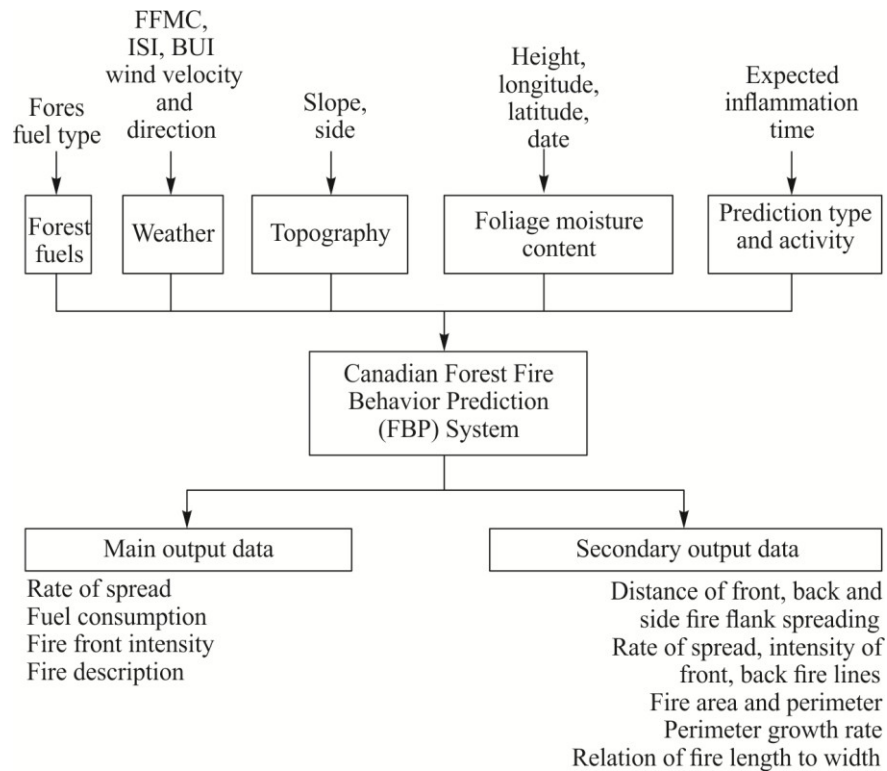 Fores
fuel type
FFMC,
ISI, BUI
wind velocity
and
direction
Slope,
side
Height,
longitude,
latitude,
date
Expected
inflammation
time
Forest
fuels
Weather
Topography
Foliage moisture
content
Prediction type
and activity
Canadian Forest Fire
Behavior Prediction
(FBP) System
Main output data
Rate of spread
Fuel consumption
Fire front intensity
Fire description
Secondary output data
Distance of front, back and
side fire flank spreading
Rate of spread, intensity of
front, back fire lines
Fire area and perimeter
Perimeter growth rate
Relation of fire length to width